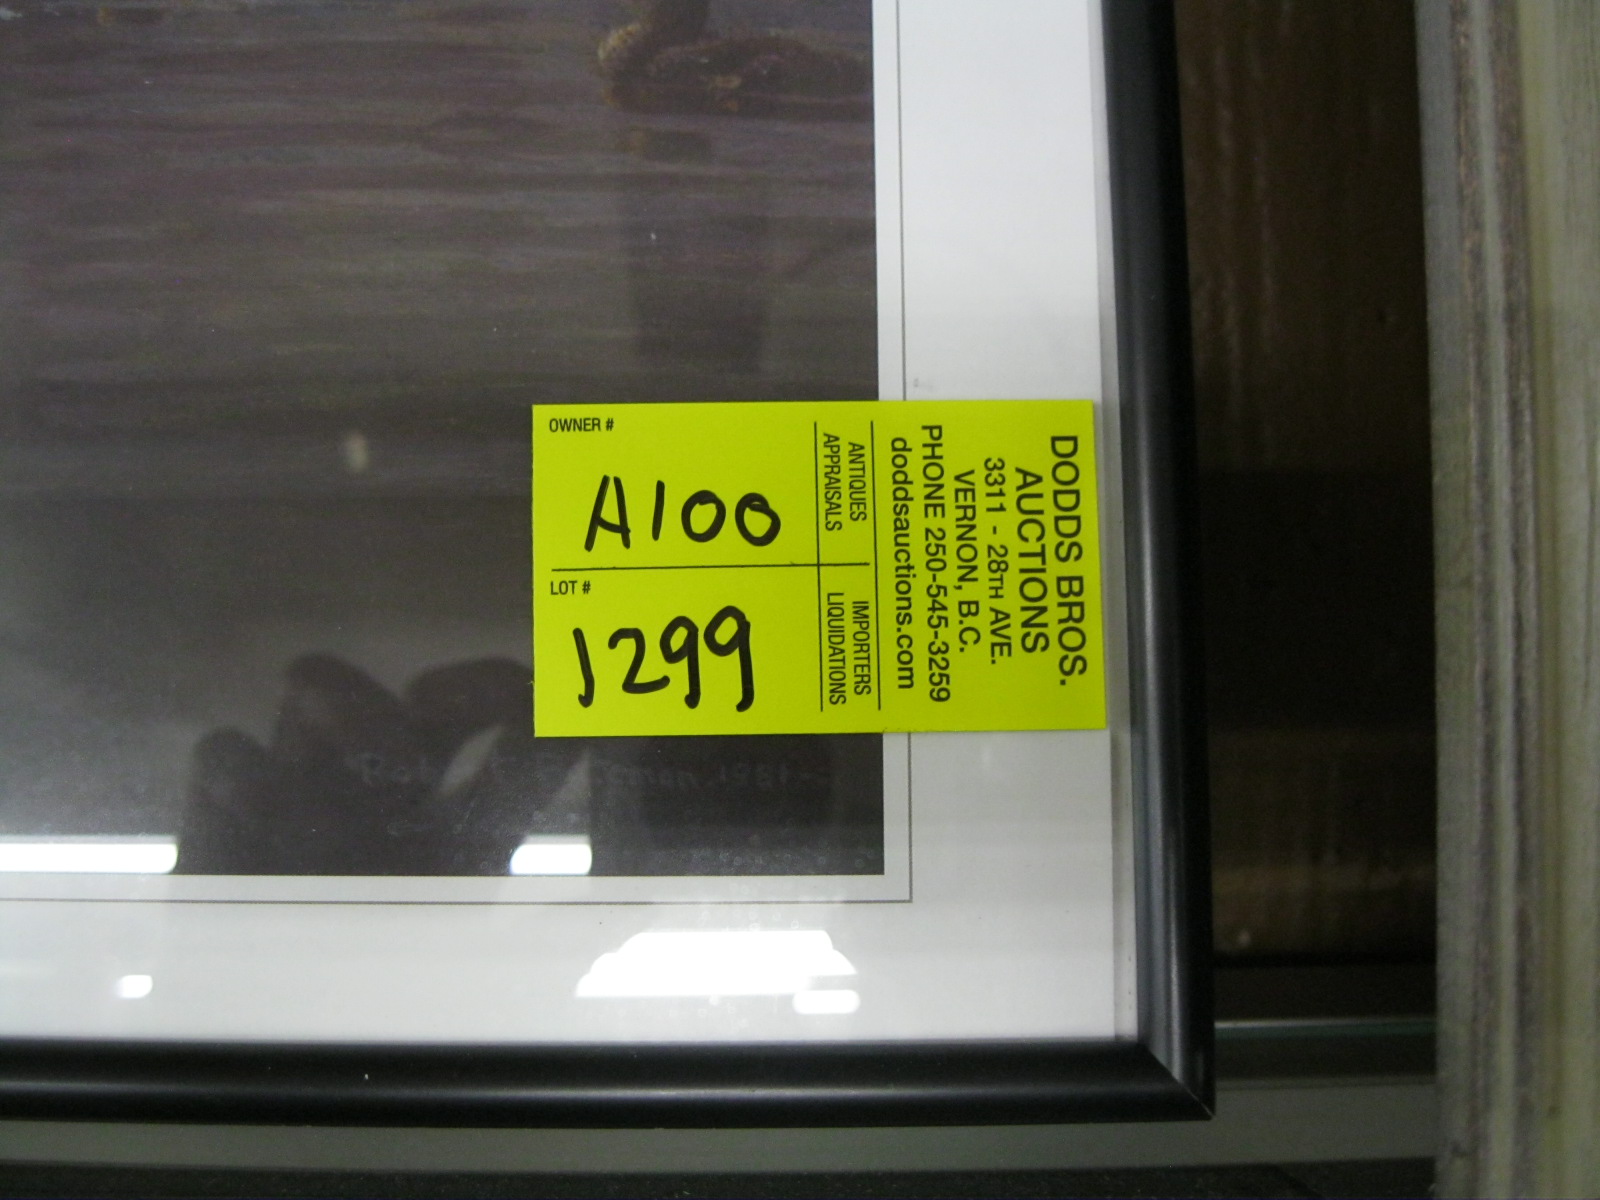 OWNER #
A100
LOT #
1299
ANTIQUES
APPRAISALS
IMPORTERS
LIQUIDATIONS
DODDS BROS.
AUCTIONS
3311 - 28TH AVE.
VERNON, B.C.
PHONE 250-545-3259
doddsauctions.com